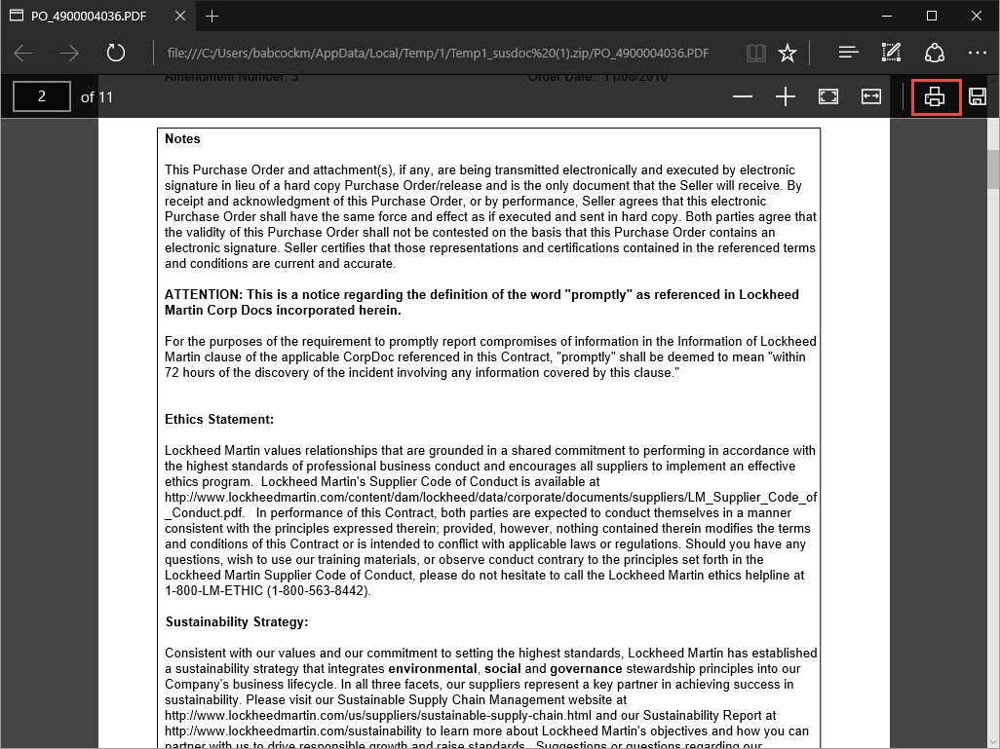 PO_4900004036.PDF
file:///C:/Users/babcockm/AppData/Local/Temp/1/Temp1_susdoc%20(1).zip/PO_4900004036.PDF
Amendment Number: 3 Order Date: 11/08/2016
2 of 11
Notes
This Purchase Order and attachment(s), if any, are being transmitted electronically and executed by electronic
signature in lieu of a hard copy Purchase Order/release and is the only document that the Seller will receive. By
receipt and acknowledgment of this Purchase Order, or by performance, Seller agrees that this electronic
Purchase Order shall have the same force and effect as if executed and sent in hard copy. Both parties agree that
the validity of this Purchase Order shall not be contested on the basis that this Purchase Order contains an
electronic signature. Seller certifies that those representations and certifications contained in the referenced terms
and conditions are current and accurate.
ATTENTION: This is a notice regarding the definition of the word "promptly" as referenced in Lockheed
Martin Corp Docs incorporated herein.
For the purposes of the requirement to promptly report compromises of information in the Information of Lockheed
Martin clause of the applicable CorpDoc referenced in this Contract, "promptly" shall be deemed to mean "within
72 hours of the discovery of the incident involving any information covered by this clause."
Ethics Statement:
Lockheed Martin values relationships that are grounded in a shared commitment to performing in accordance with
the highest standards of professional business conduct and encourages all suppliers to implement an effective
ethics program.  Lockheed Martin's Supplier Code of Conduct is available at
http://www.lockheedmartin.com/content/dam/lockheed/data/corporate/documents/suppliers/LM_Supplier_Code_of
_Conduct.pdf.   In performance of this Contract, both parties are expected to conduct themselves in a manner
consistent with the principles expressed therein; provided, however, nothing contained therein modifies the terms
and conditions of this Contract or is intended to conflict with applicable laws or regulations. Should you have any
questions, wish to use our training materials, or observe conduct contrary to the principles set forth in the
Lockheed Martin Supplier Code of Conduct, please do not hesitate to call the Lockheed Martin ethics helpline at
1-800-LM-ETHIC (1-800-563-8442).
Sustainability Strategy:
Consistent with our values and our commitment to setting the highest standards, Lockheed Martin has established
a sustainability strategy that integrates environmental, social and governance stewardship principles into our
Company's business lifecycle. In all three facets, our suppliers represent a key partner in achieving success in
sustainability. Please visit our Sustainable Supply Chain Management website at
http://www.lockheedmartin.com/us/suppliers/sustainable-supply-chain.html and our Sustainability Report at
http://www.lockheedmartin.com/sustainability to learn more about Lockheed Martin's objectives and how you can
partner with us to drive responsible growth and raise standards.  Suggestions or questions regarding our